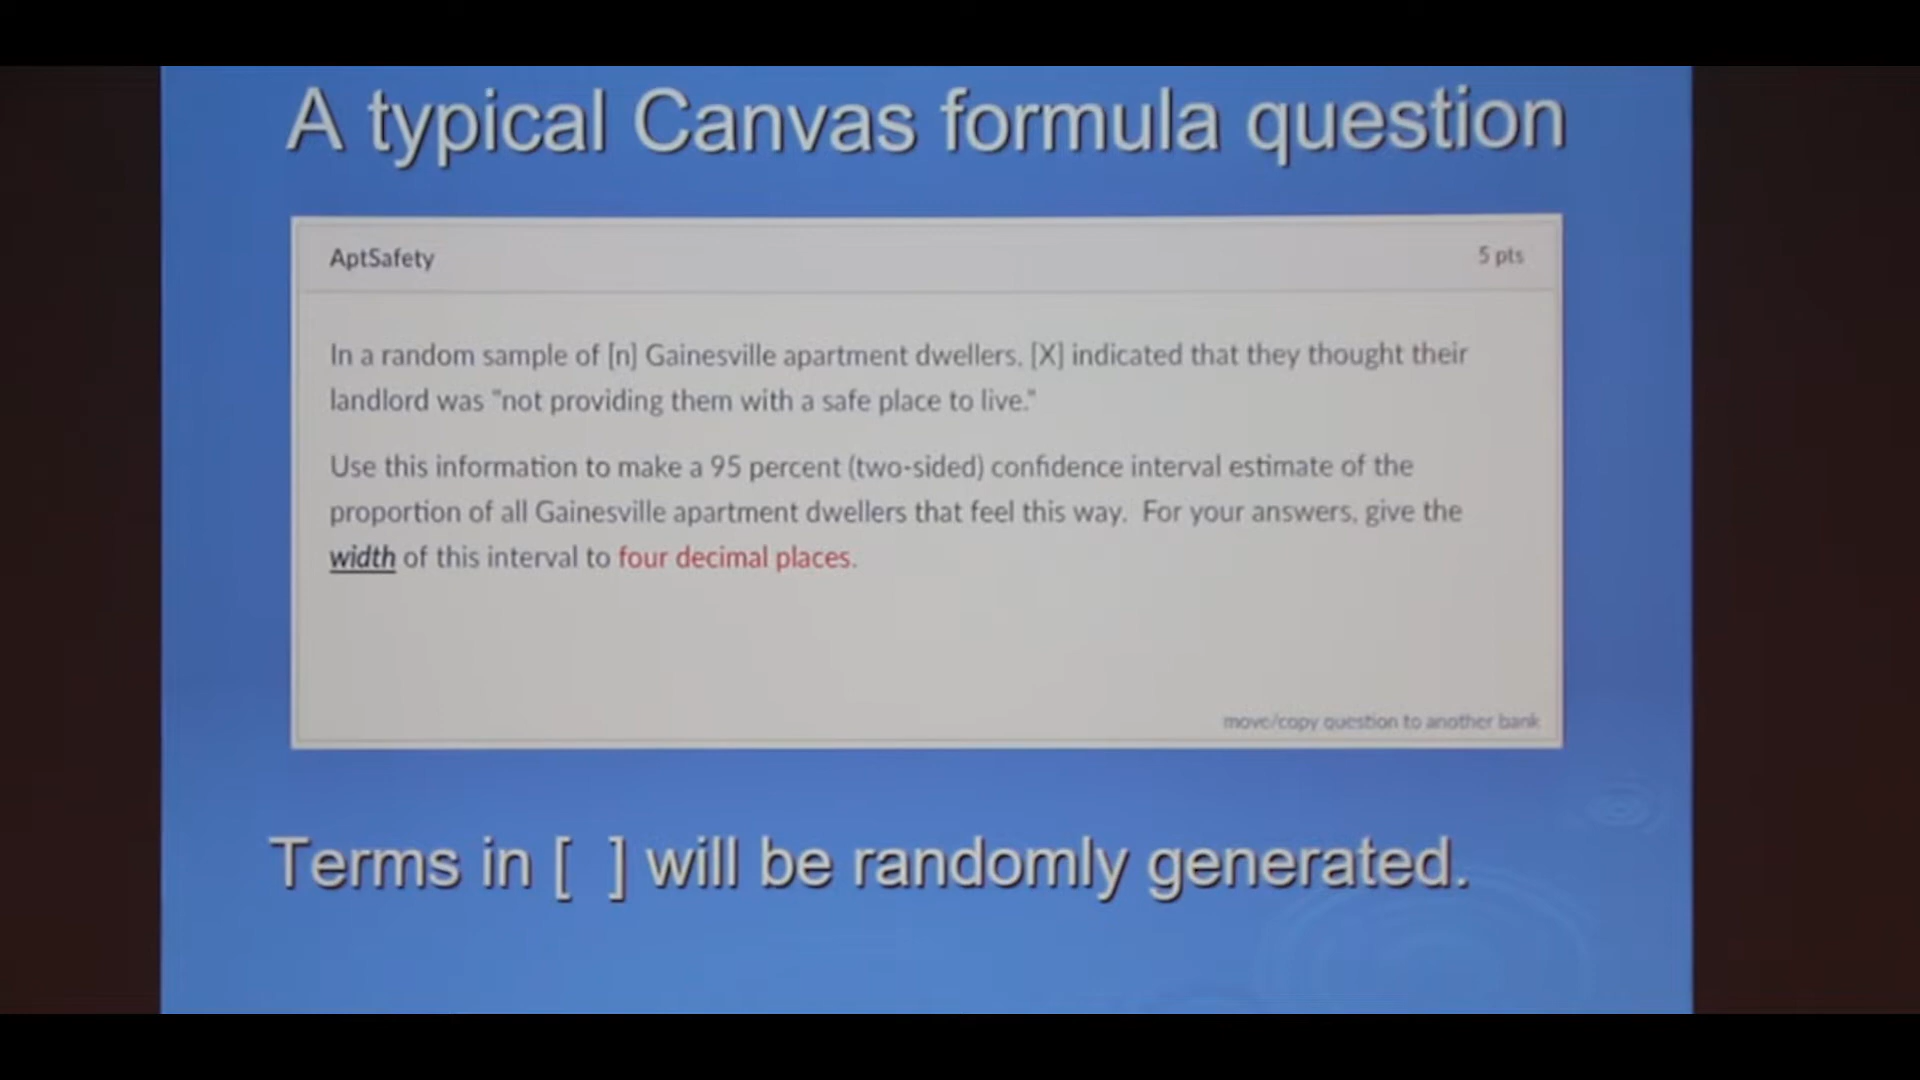 A typical Canvas formula question
AptSafety
5 pts
In a random sample of [n] Gainesville apartment dwellers, [X] indicated that they thought their
landlord was "not providing them with a safe place to live."
Use this information to make a 95 percent (two-sided) confidence interval estimate of the
proportion of all Gainesville apartment dwellers that feel this way. For your answers, give the
width of this interval to four decimal places.
move/copy question to another bank
Terms in [ ] will be randomly generated.